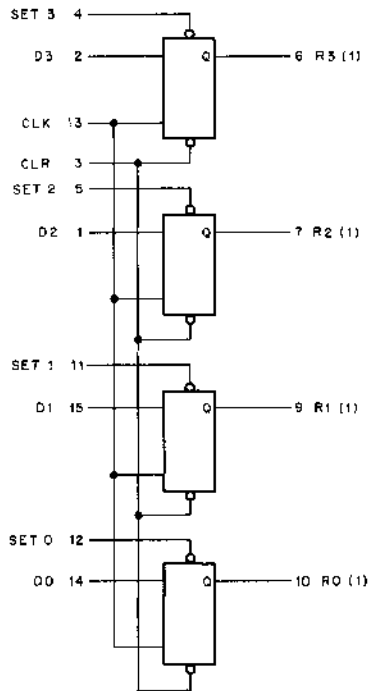 SET 3 4
D3 2 Q 6 R3 (1)
CLK 13
CLR 3
SET 2 5
D2 1 Q 7 R2 (1)
SET 1 11
D1 15 Q 9 R1 (1)
SET 0 12
D0 14 Q 10 R0 (1)